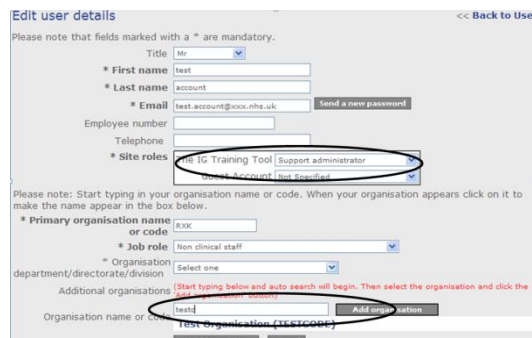 Edit user details
<< Back to Use
Please note that fields marked with a * are mandatory.
Title Mr
* First name test
* Last name account
* Email test.account@xxx.nhs.uk Send a new password
Employee number
Telephone
* Site roles The IG Training Tool Support administrator
Guest Account Not Specified
Please note: Start typing in your organisation name or code. When your organisation appears click on it to
make the name appear in the box below.
* Primary organisation name
or code RXK
* Job role Non clinical staff
* Organisation
department/directorate/division Select one
Additional organisations (Start typing below and auto search will begin. Then select the organisation and click the
'Add organisation' button)
Organisation name or code testc Add organisation
Test Organisation (TESTCODE)